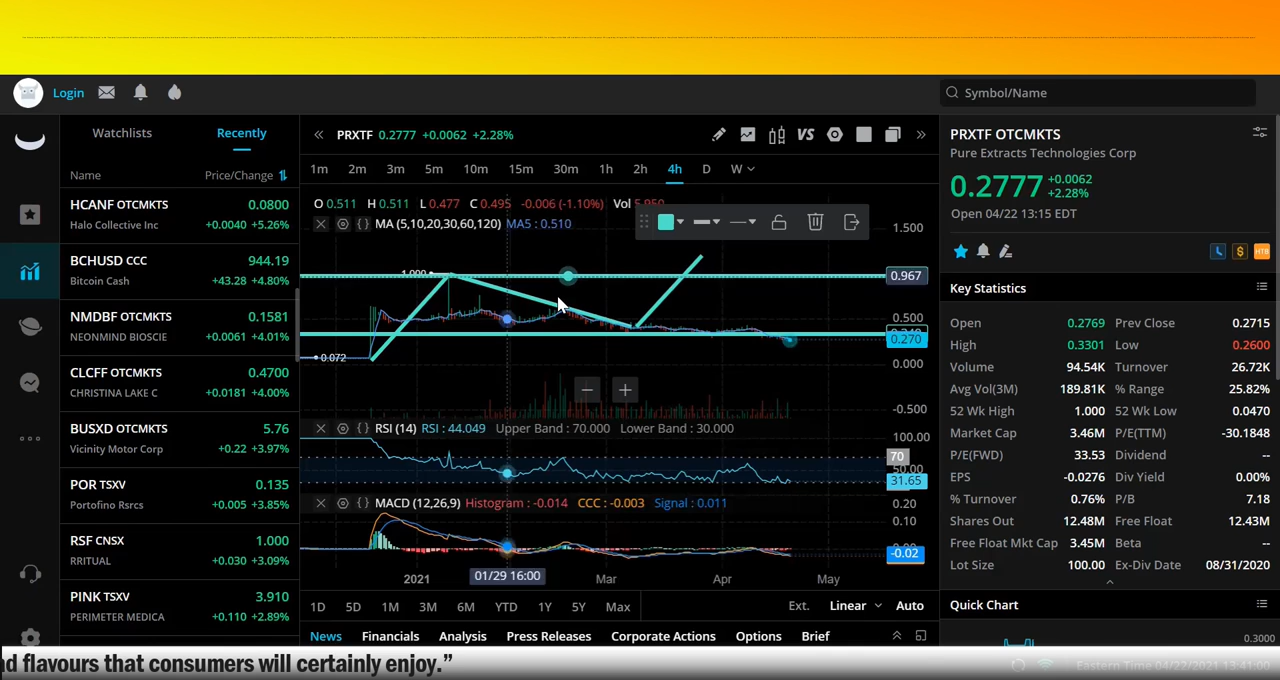 Login
Symbol/Name
Watchlists Recently
Name Price/Change
HCANF OTCMKTS 0.0800
Halo Collective Inc +0.0040 +5.26%
BCHUSD CCC 944.19
Bitcoin Cash +43.28 +4.80%
NMDBF OTCMKTS 0.1581
NEONMIND BIOSCIE +0.0061 +4.01%
CLCFF OTCMKTS 0.4700
CHRISTINA LAKE C +0.0181 +4.00%
BUSXD OTCMKTS 5.76
Vicinity Motor Corp +0.22 +3.97%
POR TSXV 0.135
Portofino Rsrcs +0.005 +3.85%
RSF CNSX 1.000
RRITUAL +0.030 +3.09%
PINK TSXV 3.910
PERIMETER MEDICA +0.110 +2.89%
PRXTF 0.2777 +0.0062 +2.28%
VS
1m 2m 3m 5m 10m 15m 30m 1h 2h 4h D W
O 0.511 H 0.511 L 0.477 C 0.495 -0.006 (-1.10%) Vol 5,950
MA (5,10,20,30,60,120) MA5 : 0.510
1.500
1.000
0.967
0.500
0.270
0.072
0.000
-0.500
RSI (14) RSI : 44.049 Upper Band : 70.000 Lower Band : 30.000
100.00
70
50.00
31.65
MACD (12,26,9) Histogram : -0.014 CCC : -0.003 Signal : 0.011
0.20
0.10
-0.02
2021 01/29 16:00 Mar Apr May
1D 5D 1M 3M 6M YTD 1Y 5Y Max Ext. Linear Auto
News Financials Analysis Press Releases Corporate Actions Options Brief
PRXTF OTCMKTS
Pure Extracts Technologies Corp
0.2777 +0.0062
+2.28%
Open 04/22 13:15 EDT
HTB
Key Statistics
Open 0.2769 Prev Close 0.2715
High 0.3301 Low 0.2600
Volume 94.54K Turnover 26.72K
Avg Vol(3M) 189.81K % Range 25.82%
52 Wk High 1.000 52 Wk Low 0.0470
Market Cap 3.46M P/E(TTM) -30.1848
P/E(FWD) 33.53 Dividend --
EPS -0.0276 Div Yield 0.00%
% Turnover 0.76% P/B 7.18
Shares Out 12.48M Free Float 12.43M
Free Float Mkt Cap 3.45M Beta --
Lot Size 100.00 Ex-Div Date 08/31/2020
Quick Chart
0.3000
d flavours that consumers will certainly enjoy.”
Eastern Time 04/22/2021 13:41:00